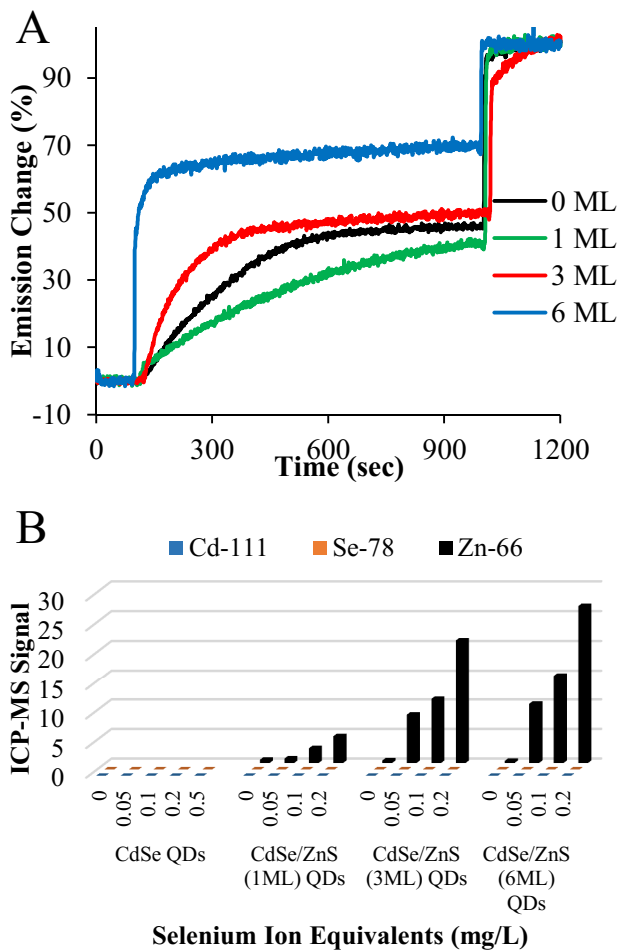 A
Emission Change (%)
90
70
50
30
10
-10
0 ML
1 ML
3 ML
6 ML
0 300 600 900 1200
Time (sec)
B
Cd-111 Se-78 Zn-66
ICP-MS Signal
30
25
20
15
10
5
0
0 0.05 0.1 0.2 0.5 0 0.05 0.1 0.2 0 0.05 0.1 0.2 0 0.05 0.1 0.2
CdSe QDs
CdSe/ZnS
(1ML) QDs
CdSe/ZnS
(3ML) QDs
CdSe/ZnS
(6ML)
QDs
Selenium Ion Equivalents (mg/L)